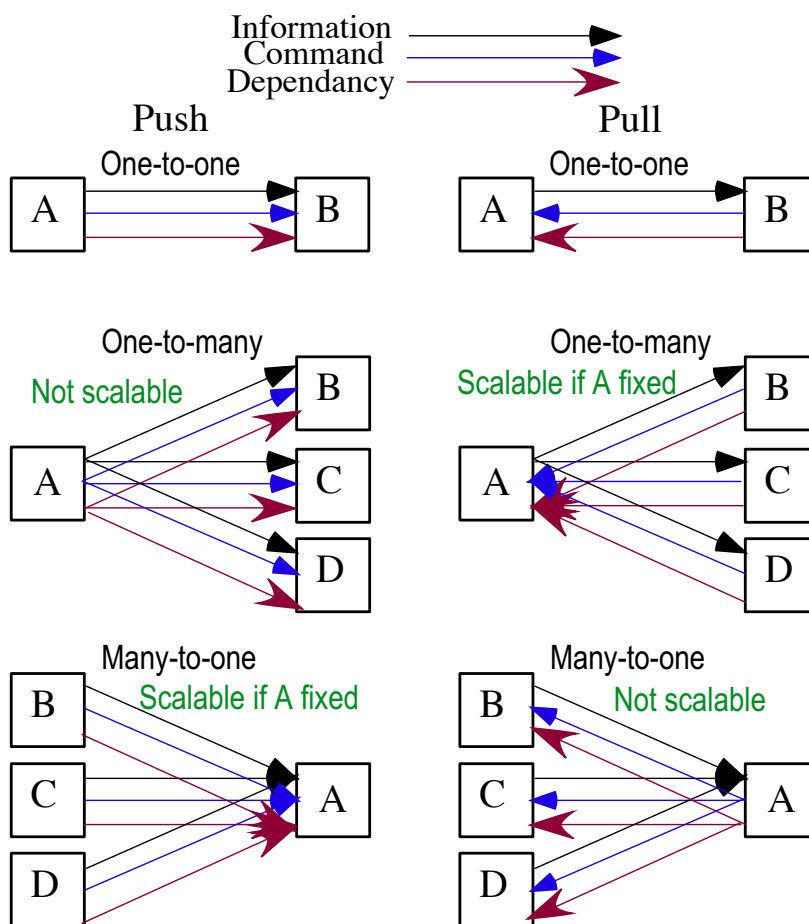 Information
Command
Dependancy
Push
Pull
One-to-one
One-to-one
A
B
A
B
One-to-many
One-to-many
Not scalable
Scalable if A fixed
B
B
A
C
A
C
D
D
Many-to-one
Many-to-one
Scalable if A fixed
Not scalable
B
B
C
A
C
A
D
D